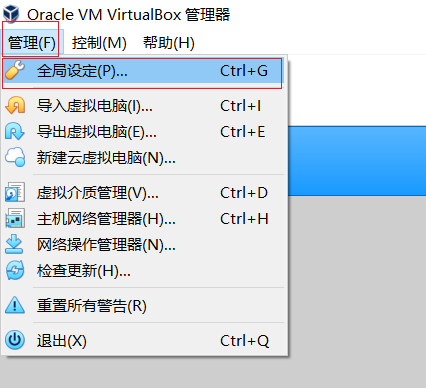 Oracle VM VirtualBox 管理器
管理(F) 控制(M) 帮助(H)
全局设定(P)... Ctrl+G
导入虚拟电脑(I)... Ctrl+I
导出虚拟电脑(E)... Ctrl+E
新建云虚拟电脑(N)...
虚拟介质管理(V)... Ctrl+D
主机网络管理器(H)... Ctrl+H
网络操作管理器(N)...
检查更新(H)...
重置所有警告(R)
退出(X) Ctrl+Q